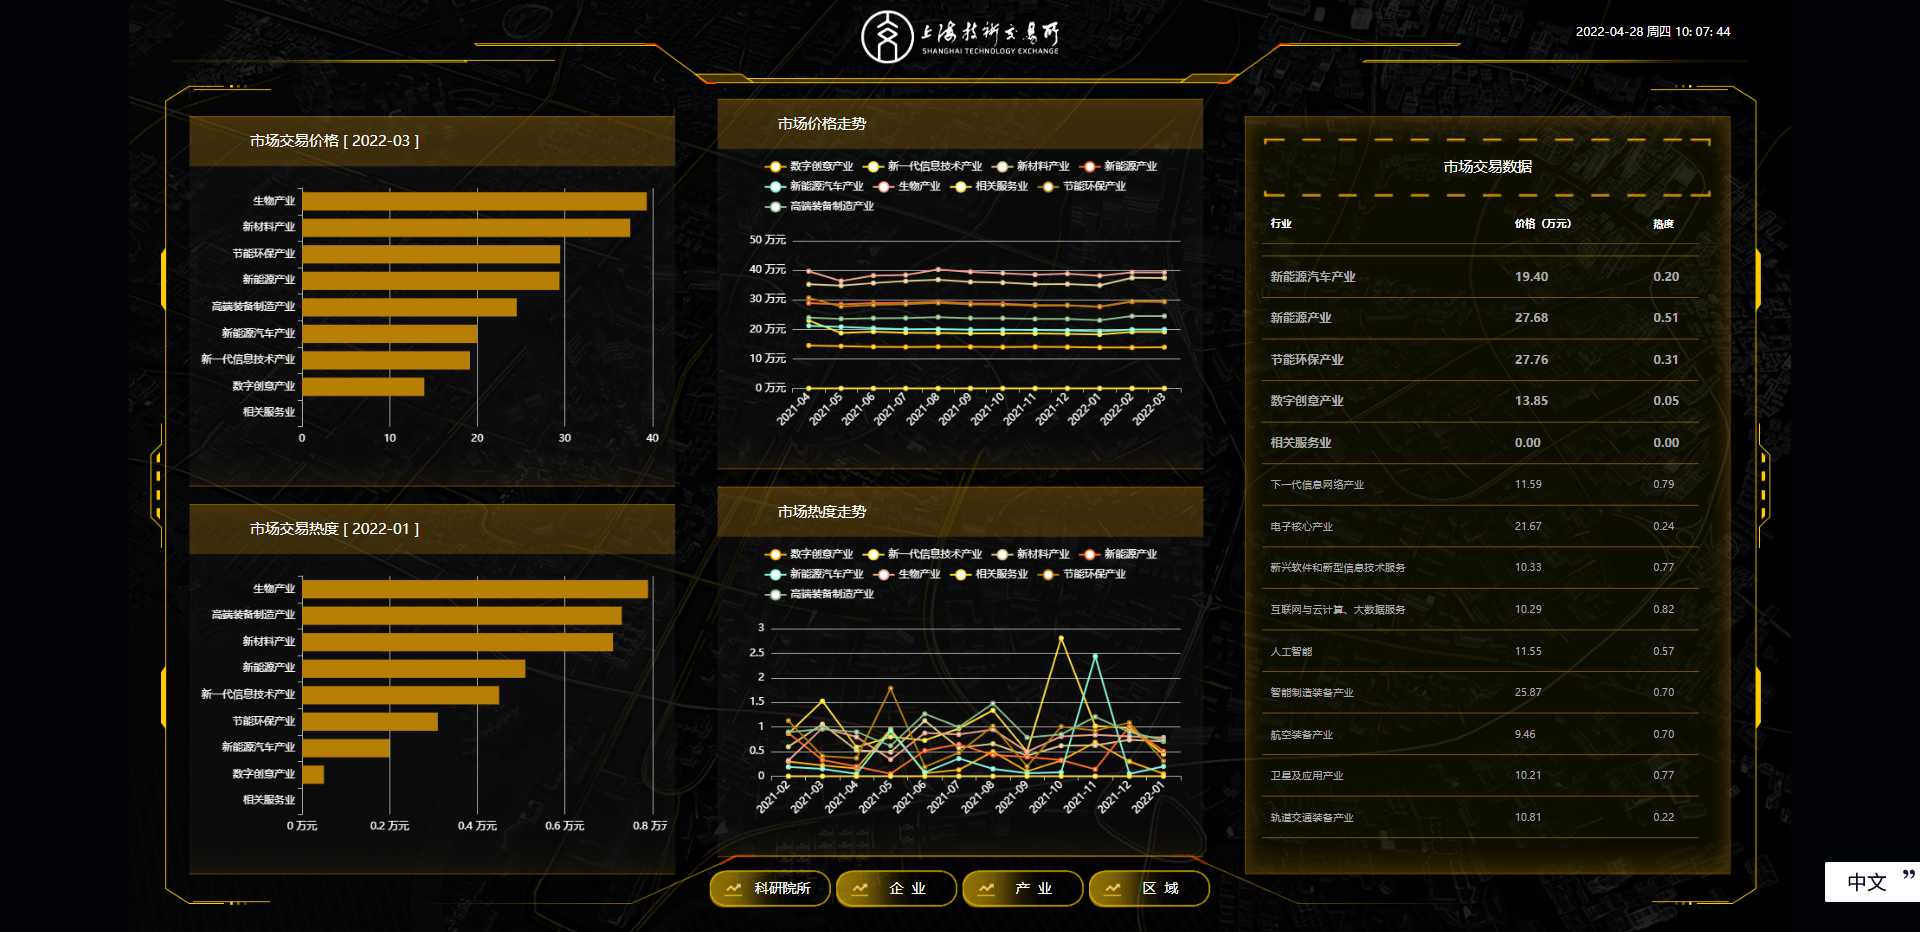 上海技術交易所
SHANGHAI TECHNOLOGY EXCHANGE
2022-04-28 周四 10: 07: 44
市场交易价格 [ 2022-03 ]
生物产业
新材料产业
节能环保产业
新能源产业
高端装备制造产业
新能源汽车产业
新一代信息技术产业
数字创意产业
相关服务业
0 10 20 30 40
市场交易热度 [ 2022-01 ]
生物产业
高端装备制造产业
新材料产业
新能源产业
新一代信息技术产业
节能环保产业
新能源汽车产业
数字创意产业
相关服务业
0 万元 0.2 万元 0.4 万元 0.6 万元 0.8 万
市场价格走势
数字创意产业 新一代信息技术产业 新材料产业 新能源产业
新能源汽车产业 生物产业 相关服务业 节能环保产业
高端装备制造产业
50 万元
40 万元
30 万元
20 万元
10 万元
0 万元
2021-04 2021-05 2021-06 2021-07 2021-08 2021-09 2021-10 2021-11 2021-12 2022-01 2022-02 2022-03
市场热度走势
数字创意产业 新一代信息技术产业 新材料产业 新能源产业
新能源汽车产业 生物产业 相关服务业 节能环保产业
高端装备制造产业
3
2.5
2
1.5
1
0.5
0
2021-02 2021-03 2021-04 2021-05 2021-06 2021-07 2021-08 2021-09 2021-10 2021-11 2021-12 2022-01
市场交易数据
行业 价格（万元） 热度
新能源汽车产业 19.40 0.20
新能源产业 27.68 0.51
节能环保产业 27.76 0.31
数字创意产业 13.85 0.05
相关服务业 0.00 0.00
下一代信息网络产业 11.59 0.79
电子核心产业 21.67 0.24
新兴软件和新型信息技术服务 10.33 0.77
互联网与云计算、大数据服务 10.29 0.82
人工智能 11.55 0.57
智能制造装备产业 25.87 0.70
航空装备产业 9.46 0.70
卫星及应用产业 10.21 0.77
轨道交通装备产业 10.81 0.22
科研院所 企 业 产 业 区 域
中文 ”